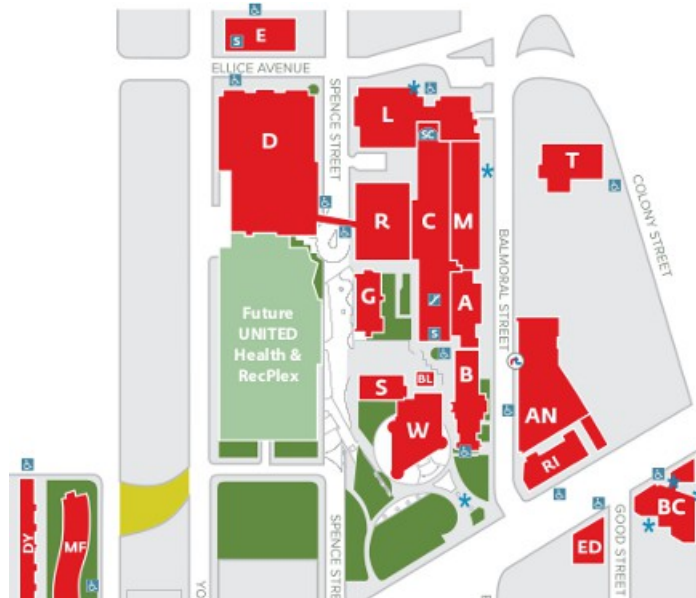 E
S
ELLICE AVENUE
SPENCE STREET
L
SC
D
T
COLONY STREET
R
C
M
BALMORAL STREET
G
A
Future
UNITED
Health &
RecPlex
S
S
BL
B
W
AN
RI
BC
DY
MF
SPENCE STRE
ED
GOOD STREET
YO